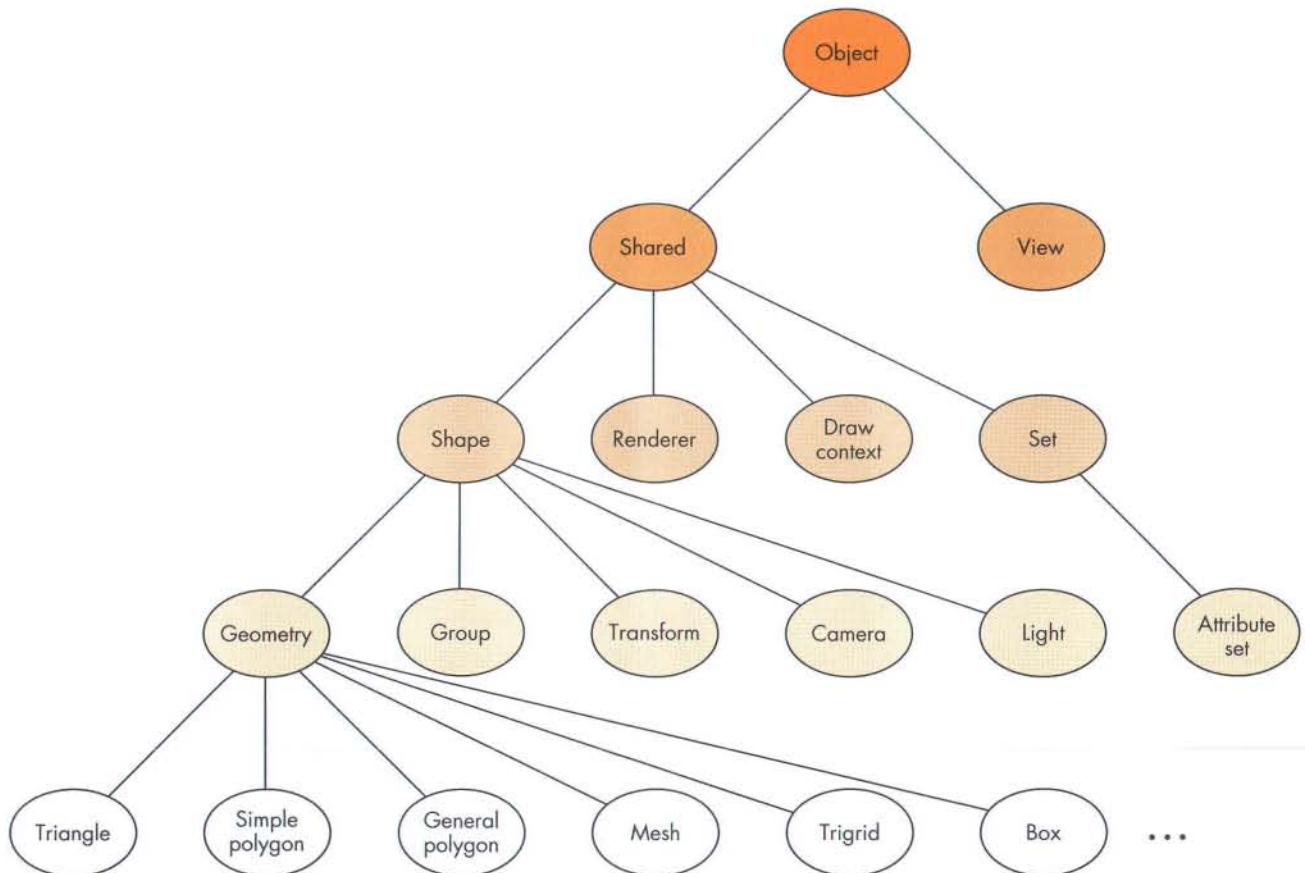 Object
Shared
View
Shape
Renderer
Draw
context
Set
Geometry
Group
Transform
Camera
Light
Attribute
set
Triangle
Simple
polygon
General
polygon
Mesh
Trigrid
Box
...